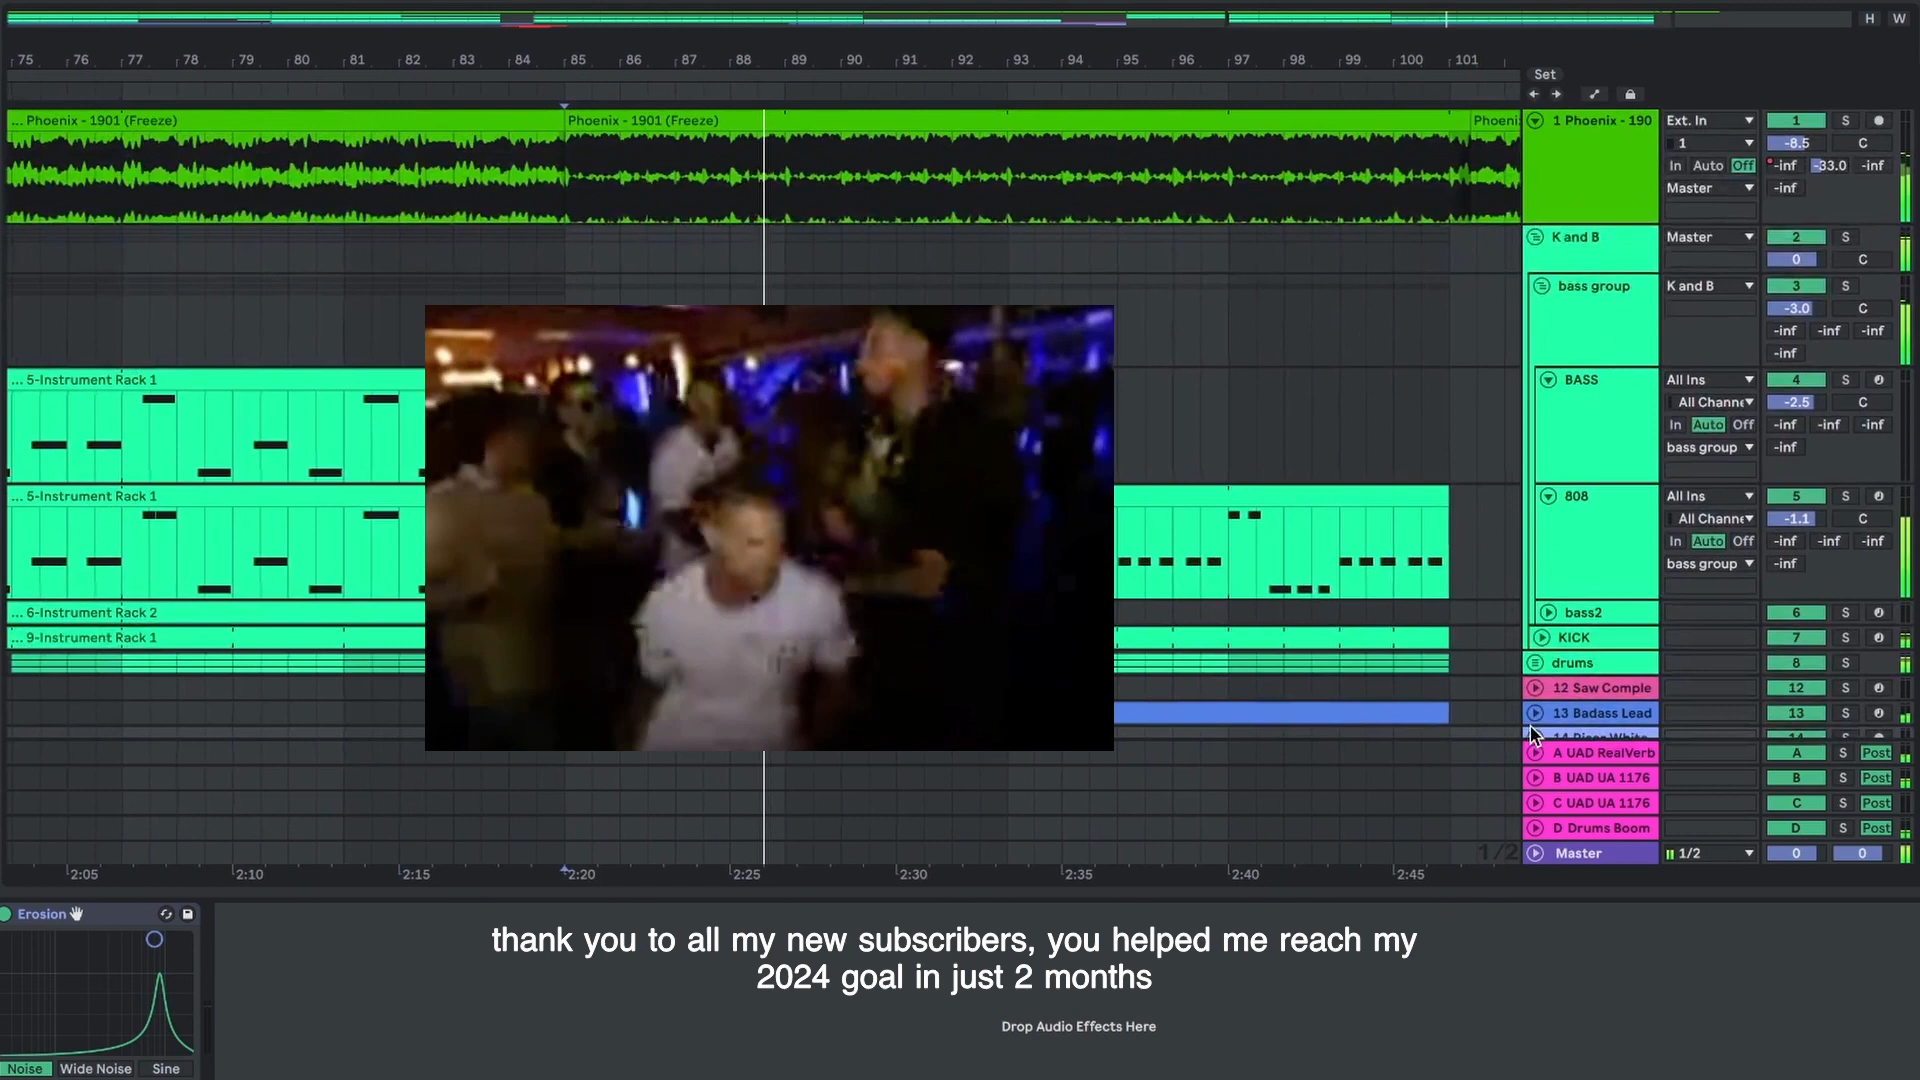 H W
75 76 77 78 79 80 81 82 83 84 85 86 87 88 89 90 91 92 93 94 95 96 97 98 99 100 101
Set
... Phoenix - 1901 (Freeze) Phoenix - 1901 (Freeze) Phoeni 1 Phoenix - 190 Ext. In 1 S
1 -8.5 C
In Auto Off -inf -33.0 -inf
Master -inf
K and B Master 2 S
0 C
bass group K and B 3 S
-3.0 C
-inf -inf -inf
-inf
... 5-Instrument Rack 1 BASS All Ins 4 S
All Channe -2.5 C
In Auto Off -inf -inf -inf
bass group -inf
... 5-Instrument Rack 1 808 All Ins 5 S
All Channe -1.1 C
In Auto Off -inf -inf -inf
bass group -inf
... 6-Instrument Rack 2 bass2 6 S
... 9-Instrument Rack 1 KICK 7 S
drums 8 S
12 Saw Comple 12 S
13 Badass Lead 13 S
14 Riser White 14
A UAD RealVerb A S Post
B UAD UA 1176 B S Post
C UAD UA 1176 C S Post
D Drums Boom D S Post
1/2 Master 1/2 0 0
2:05 2:10 2:15 2:20 2:25 2:30 2:35 2:40 2:45
Erosion
thank you to all my new subscribers, you helped me reach my
2024 goal in just 2 months
Drop Audio Effects Here
Noise Wide Noise Sine